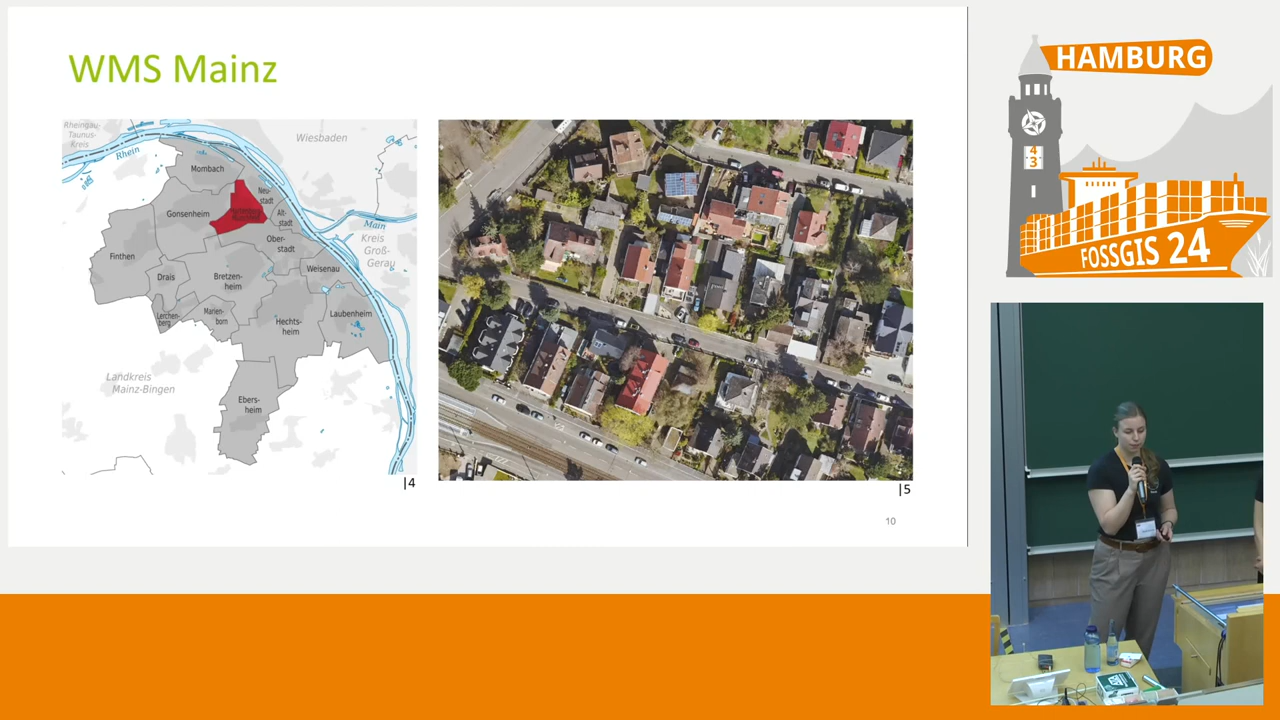 WMS Mainz
Rheingau-
Taunus-
Kreis
Rhein
Wiesbaden
Mombach
Neu-
stadt
Gonsenheim
Alt-
stadt
Main
Ober-
stadt
Kreis
Groß-
Gerau
Finthen
Drais
Bretzen-
heim
Weisenau
Lerchen-
berg
Marien-
born
Hechts-
heim
Laubenheim
Landkreis
Mainz-Bingen
Ebers-
heim
|4
|5
10
HAMBURG
4
3
FOSSGIS 24